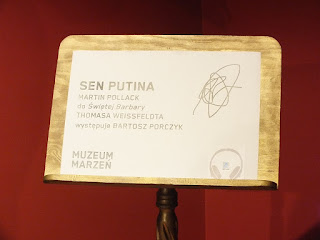 SEN PUTINA
MARTIN POLLACK
do Świętej Barbary
THOMASA WEISSFELDTA
występuje BARTOSZ PORCZYK
MUZEUM
MARZEŃ